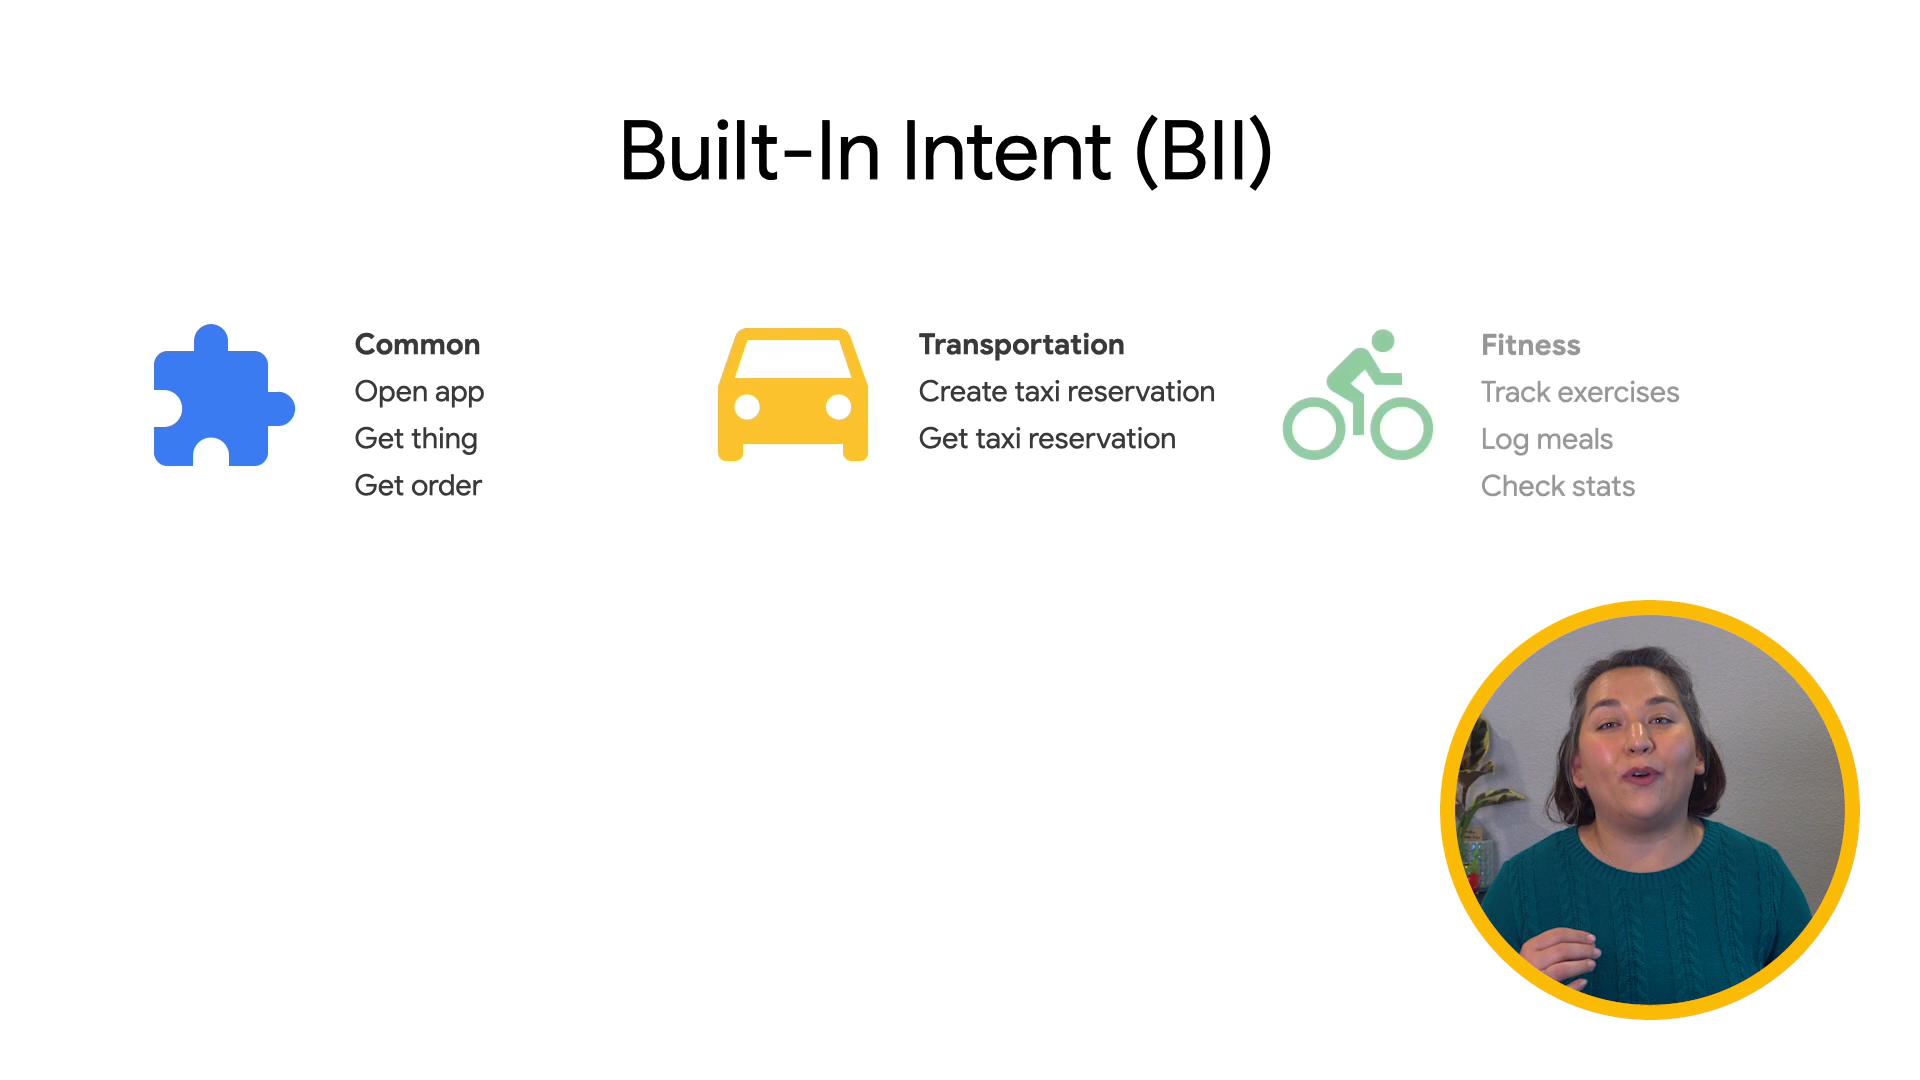 Built-In Intent (BII)
Common
Open app
Get thing
Get order
Transportation
Create taxi reservation
Get taxi reservation
Fitness
Track exercises
Log meals
Check stats